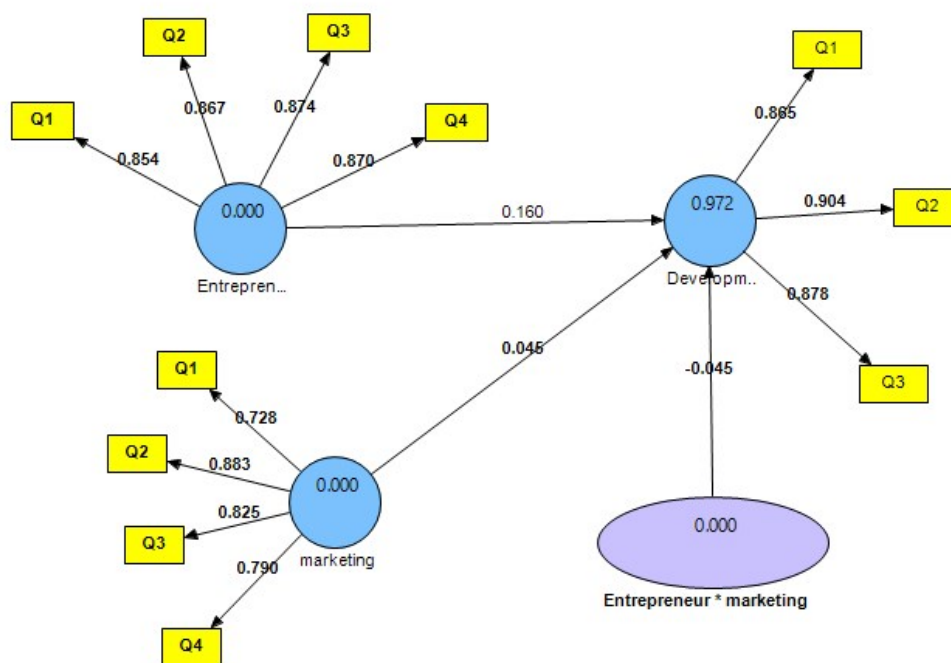 Q1
Q2
Q3
Q4
0.854
0.867
0.874
0.870
0.000
Entrepren...
0.160
Q1
0.865
0.972
0.904
Q2
Developm..
0.878
Q3
0.045
-0.045
Q1
0.728
Q2
0.883
0.000
Q3
0.825
0.790
marketing
Q4
0.000
Entrepreneur * marketing